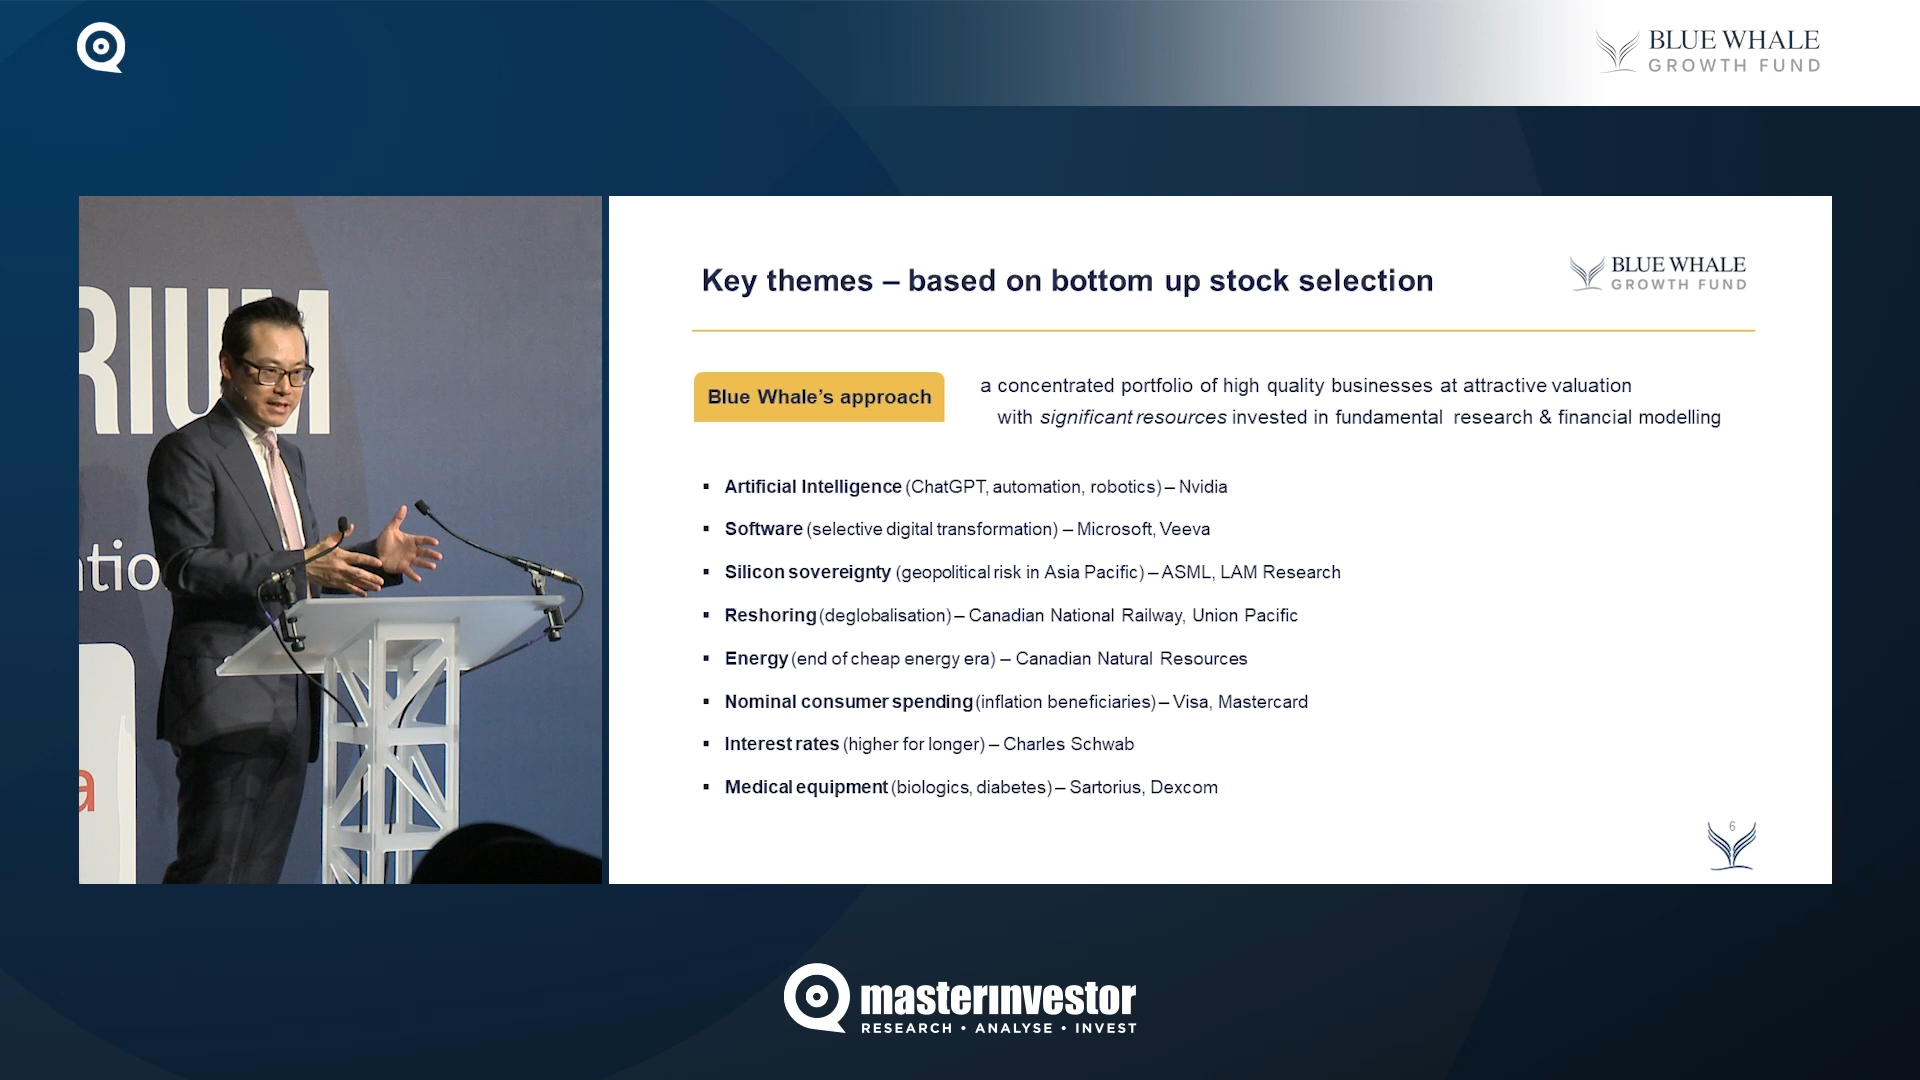 BLUE WHALE
GROWTH FUND
RIUM
ntio
a
Key themes – based on bottom up stock selection
BLUE WHALE
GROWTH FUND
Blue Whale's approach
a concentrated portfolio of high quality businesses at attractive valuation
with significant resources invested in fundamental research & financial modelling
▪ Artificial Intelligence (ChatGPT, automation, robotics) – Nvidia
▪ Software (selective digital transformation) – Microsoft, Veeva
▪ Silicon sovereignty (geopolitical risk in Asia Pacific) – ASML, LAM Research
▪ Reshoring (deglobalisation) – Canadian National Railway, Union Pacific
▪ Energy (end of cheap energy era) – Canadian Natural Resources
▪ Nominal consumer spending (inflation beneficiaries) – Visa, Mastercard
▪ Interest rates (higher for longer) – Charles Schwab
▪ Medical equipment (biologics, diabetes) – Sartorius, Dexcom
6
masterinvestor
RESEARCH • ANALYSE • INVEST